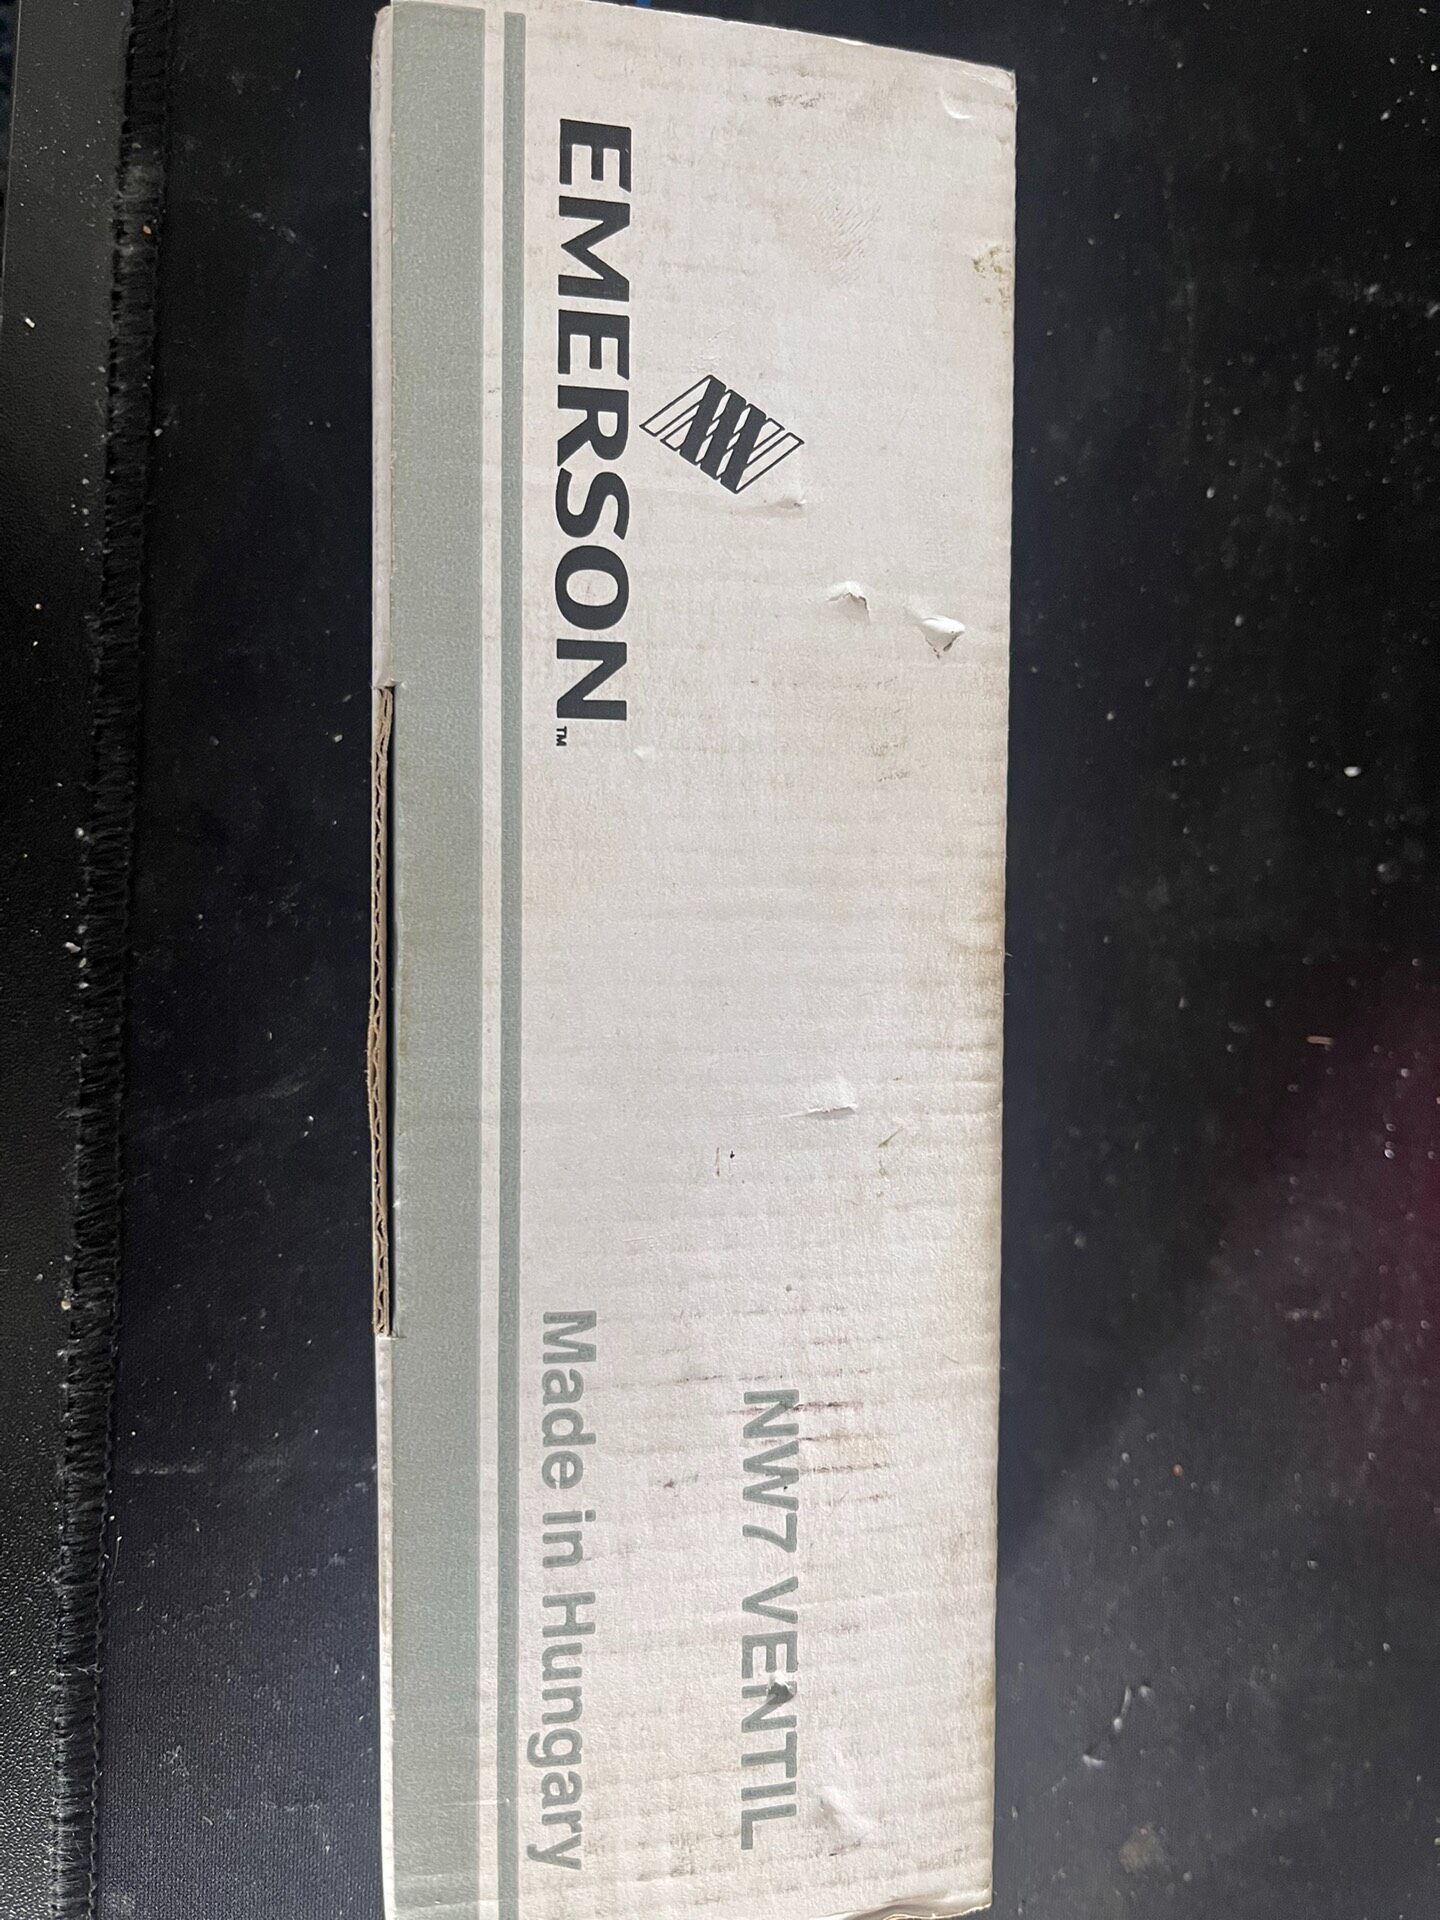 EMERSON™
NW7 VENTIL
Made in Hungary